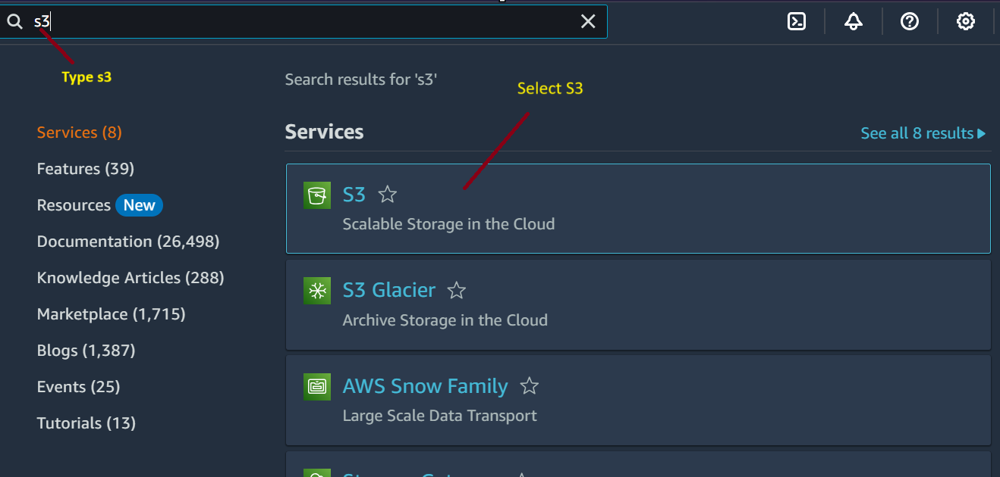 s3
Type s3
Search results for 's3'
Select S3
Services (8)
Features (39)
Resources New
Documentation (26,498)
Knowledge Articles (288)
Marketplace (1,715)
Blogs (1,387)
Events (25)
Tutorials (13)
Services
See all 8 results
S3
Scalable Storage in the Cloud
S3 Glacier
Archive Storage in the Cloud
AWS Snow Family
Large Scale Data Transport